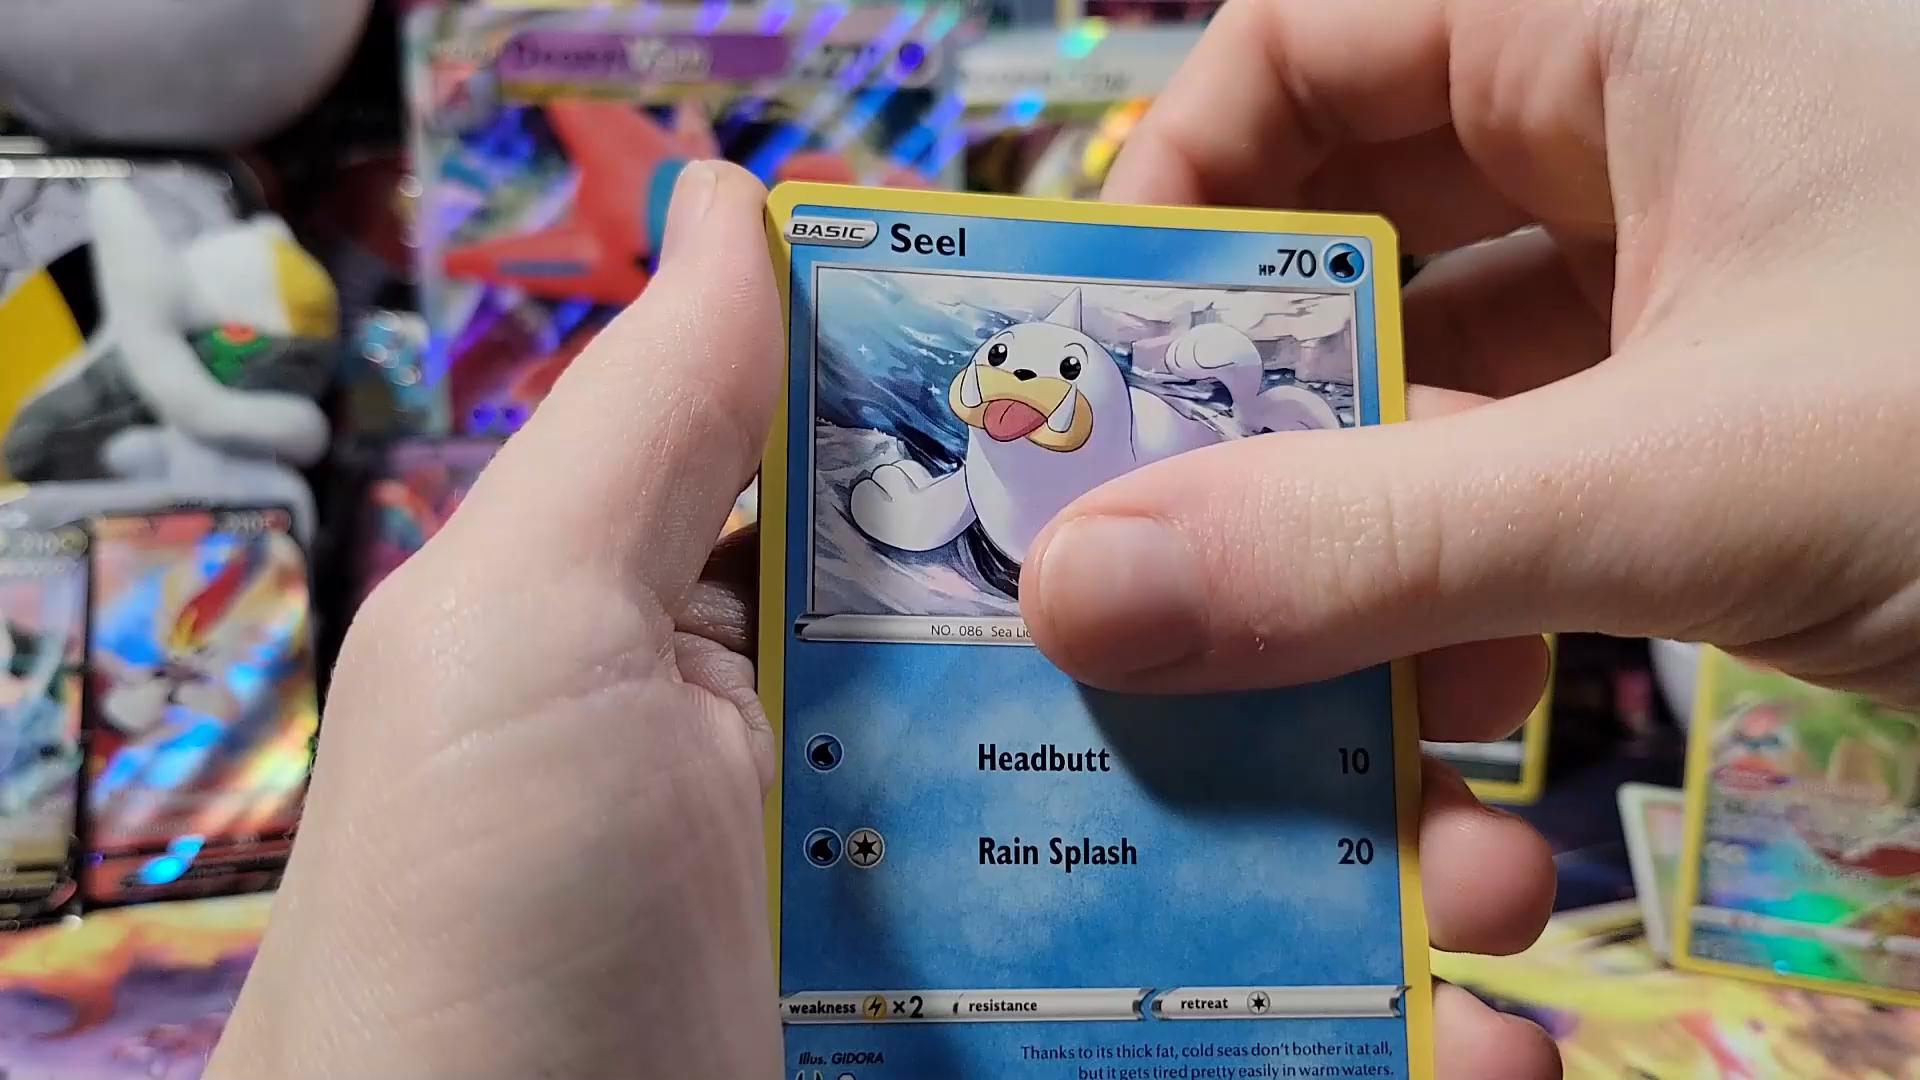 BASIC Seel HP 70
NO. 086 Sea
Headbutt 10
Rain Splash 20
weakness ×2 resistance retreat
Illus. GIDORA
Thanks to its thick fat, cold seas don't bother it at all,
but it gets tired pretty easily in warm waters.